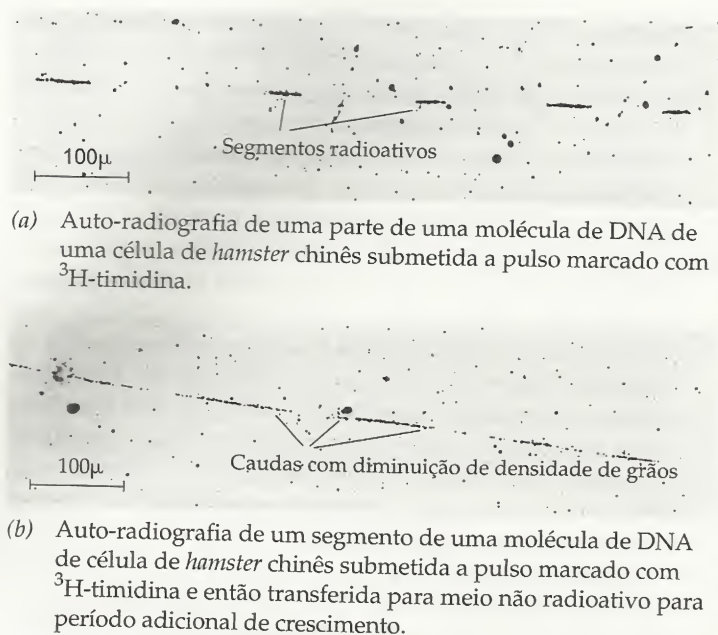 Segmentos radioativos
100μ
(a) Auto-radiografia de uma parte de uma molécula de DNA de
uma célula de hamster chinês submetida a pulso marcado com
³H-timidina.
Caudas com diminuição de densidade de grãos
100μ
(b) Auto-radiografia de um segmento de uma molécula de DNA
de célula de hamster chinês submetida a pulso marcado com
³H-timidina e então transferida para meio não radioativo para
período adicional de crescimento.